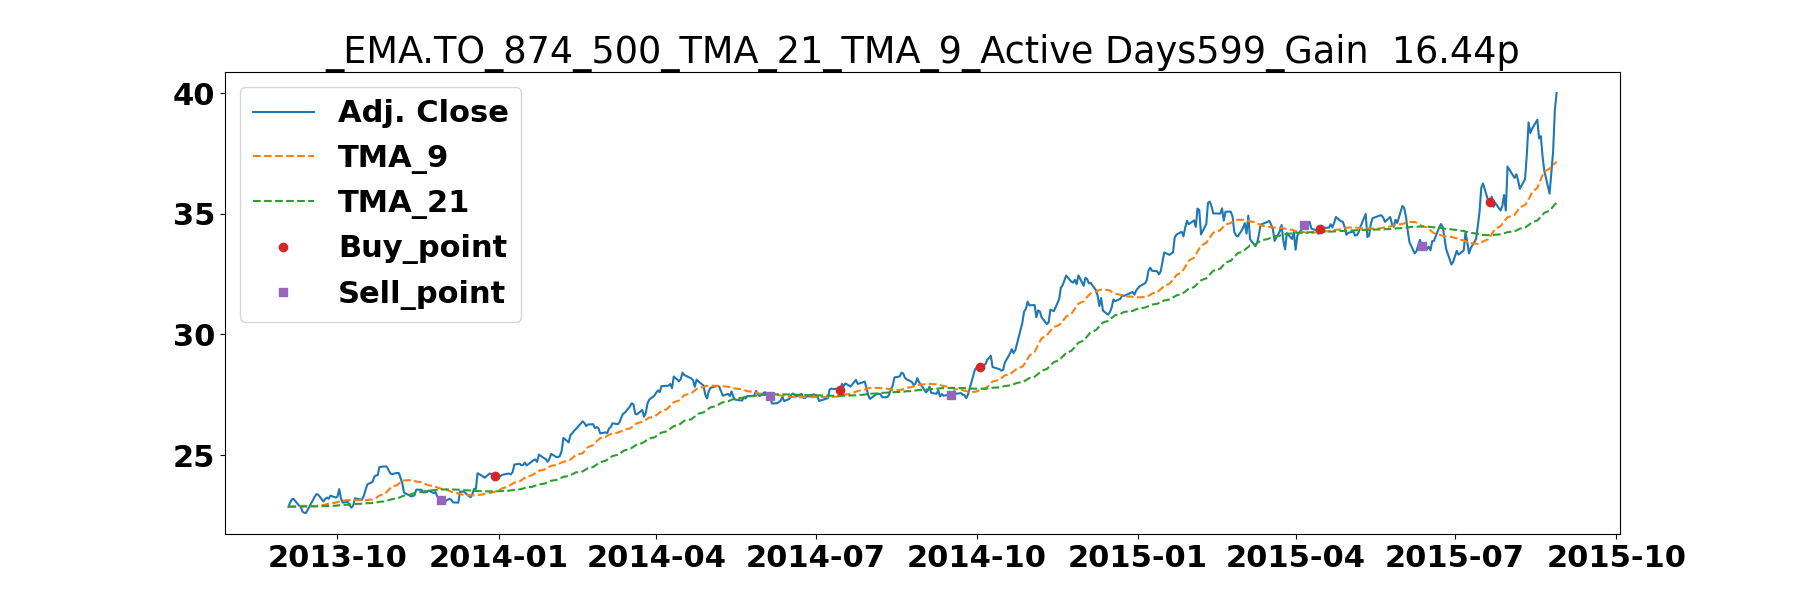 _EMA.TO_874_500_TMA_21_TMA_9_Active Days599_Gain  16.44p
40
35
30
25
Adj. Close
TMA_9
TMA_21
Buy_point
Sell_point
2013-10 2014-01 2014-04 2014-07 2014-10 2015-01 2015-04 2015-07 2015-10